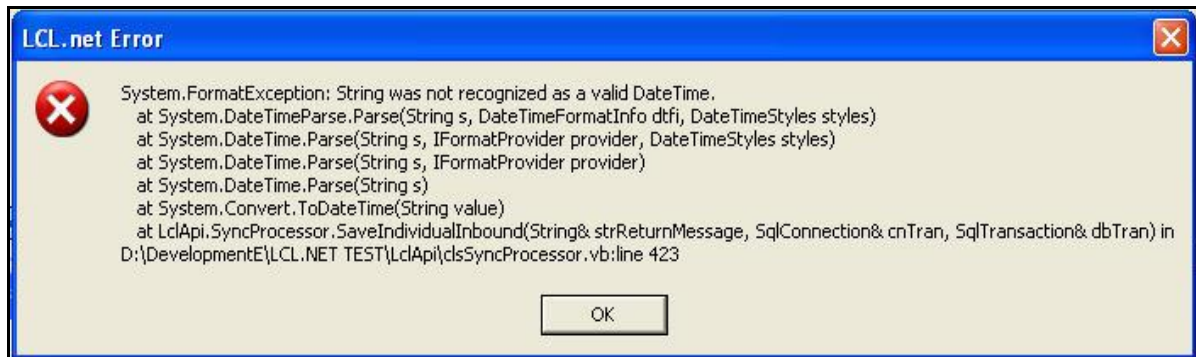 LCL.net Error
System.FormatException: String was not recognized as a valid DateTime.
at System.DateTimeParse.Parse(String s, DateTimeFormatInfo dtfi, DateTimeStyles styles)
at System.DateTime.Parse(String s, IFormatProvider provider, DateTimeStyles styles)
at System.DateTime.Parse(String s, IFormatProvider provider)
at System.DateTime.Parse(String s)
at System.Convert.ToDateTime(String value)
at LclApi.SyncProcessor.SaveIndividualInbound(String& strReturnMessage, SqlConnection& cnTran, SqlTransaction& dbTran) in
D:\DevelopmentE\LCL.NET TEST\LclApi\clsSyncProcessor.vb:line 423
OK